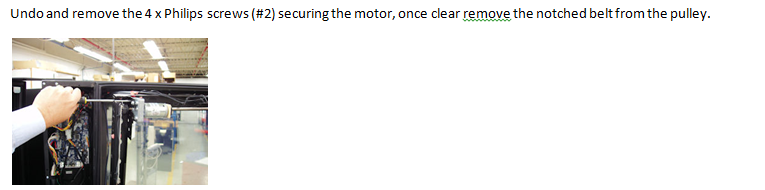 Undo and remove the 4 x Philips screws (#2) securing the motor, once clear remove the notched belt from the pulley.